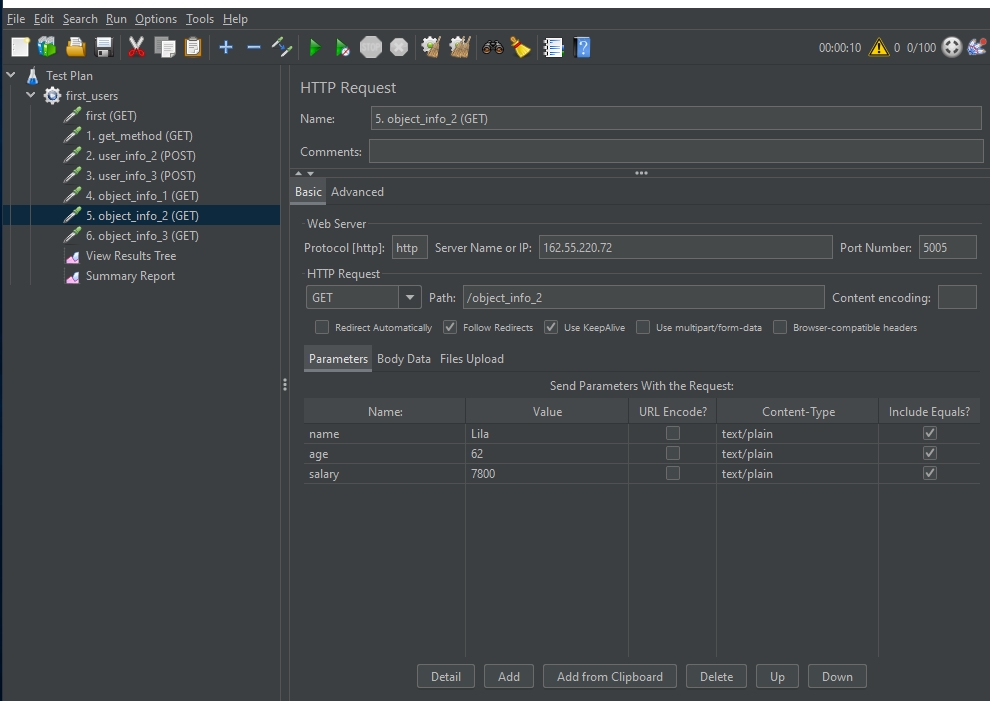 File Edit Search Run Options Tools Help
STOP 00:00:10 0 0/100
Test Plan
first_users
first (GET)
1. get_method (GET)
2. user_info_2 (POST)
3. user_info_3 (POST)
4. object_info_1 (GET)
5. object_info_2 (GET)
6. object_info_3 (GET)
View Results Tree
Summary Report
HTTP Request
Name: 5. object_info_2 (GET)
Comments:
Basic Advanced
Web Server
Protocol [http]: http Server Name or IP: 162.55.220.72 Port Number: 5005
HTTP Request
GET Path: /object_info_2 Content encoding:
Redirect Automatically Follow Redirects Use KeepAlive Use multipart/form-data Browser-compatible headers
Parameters Body Data Files Upload
Send Parameters With the Request:
Name: Value URL Encode? Content-Type Include Equals?
name Lila text/plain
age 62 text/plain
salary 7800 text/plain
Detail Add Add from Clipboard Delete Up Down